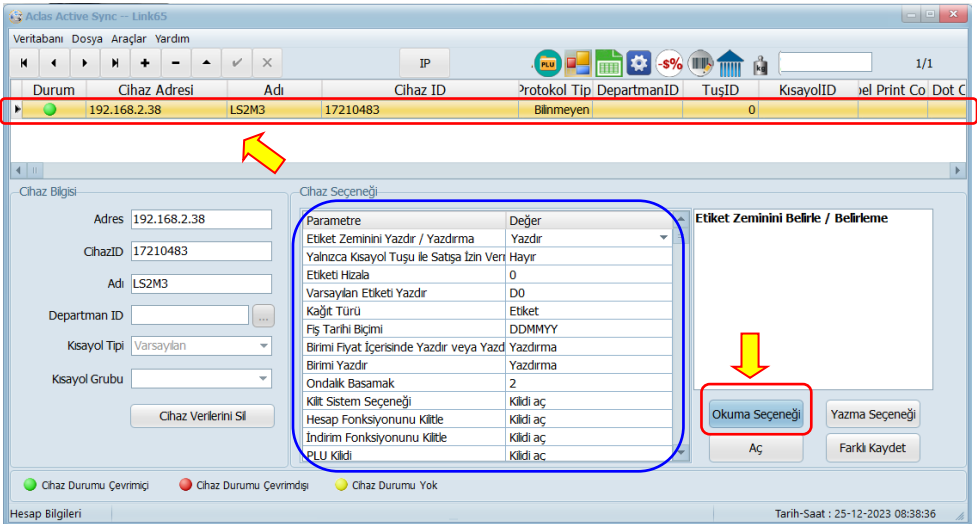 Aclas Active Sync -- Link65
Veritabanı Dosya Araçlar Yardım
IP PLU -$% 1/1
Durum Cihaz Adresi Adı Cihaz ID Protokol Tip DepartmanID TuşID KısayolID el Print Co Dot C
192.168.2.38 LS2M3 17210483 Bilinmeyen 0
Cihaz Bilgisi
Adres 192.168.2.38
CihazID 17210483
Adı LS2M3
Departman ID ...
Kısayol Tipi Varsayılan
Kısayol Grubu
Cihaz Verilerini Sil
Cihaz Seçeneği
Parametre Değer
Etiket Zeminini Yazdır / Yazdırma Yazdır
Yalnızca Kısayol Tuşu ile Satışa İzin Verr Hayır
Etiketi Hizala 0
Varsayılan Etiketi Yazdır D0
Kağıt Türü Etiket
Fiş Tarihi Biçimi DDMMYY
Birimi Fiyat İçerisinde Yazdır veya Yazd Yazdırma
Birimi Yazdır Yazdırma
Ondalık Basamak 2
Kilit Sistem Seçeneği Kilidi aç
Hesap Fonksiyonunu Kilitle Kilidi aç
İndirim Fonksiyonunu Kilitle Kilidi aç
PLU Kilidi Kilidi aç
Etiket Zeminini Belirle / Belirleme
Okuma Seçeneği Yazma Seçeneği
Aç Farklı Kaydet
Cihaz Durumu Çevrimiçi Cihaz Durumu Çevrimdışı Cihaz Durumu Yok
Hesap Bilgileri Tarih-Saat : 25-12-2023 08:38:36